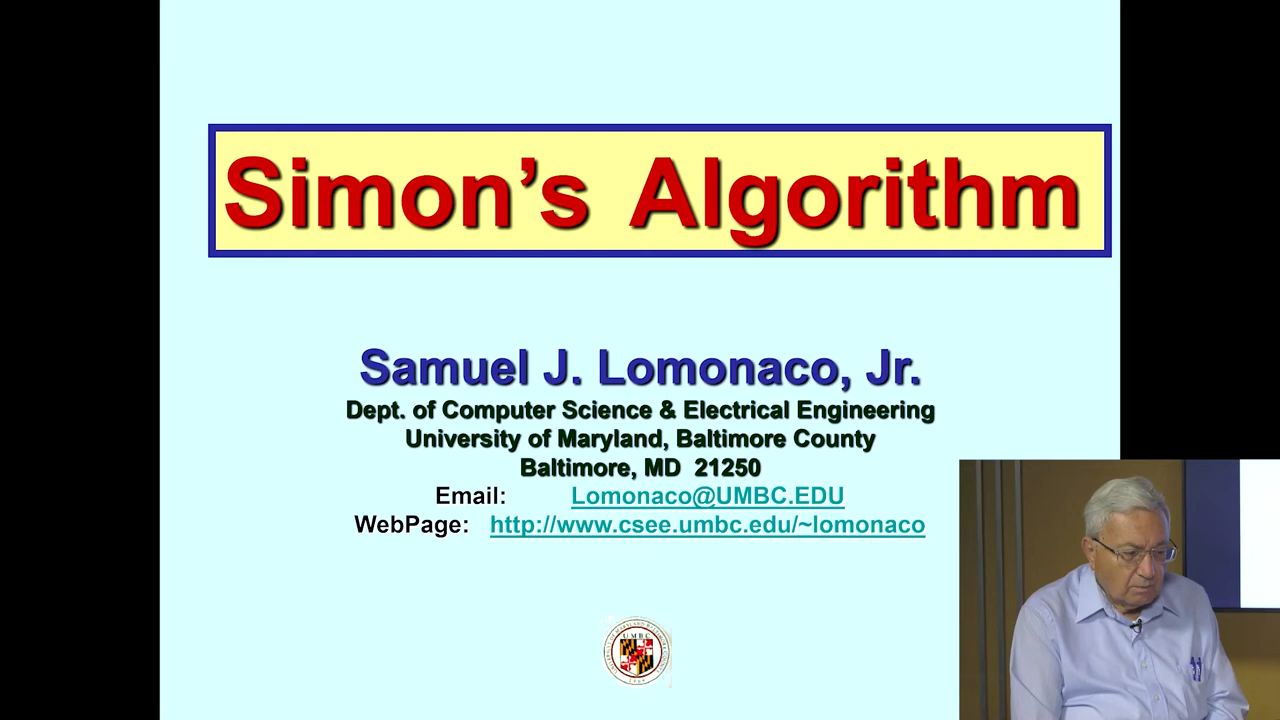 Simon’s Algorithm
Samuel J. Lomonaco, Jr.
Dept. of Computer Science & Electrical Engineering
University of Maryland, Baltimore County
Baltimore, MD 21250
Email: Lomonaco@UMBC.EDU
WebPage: http://www.csee.umbc.edu/~lomonaco
UMBC